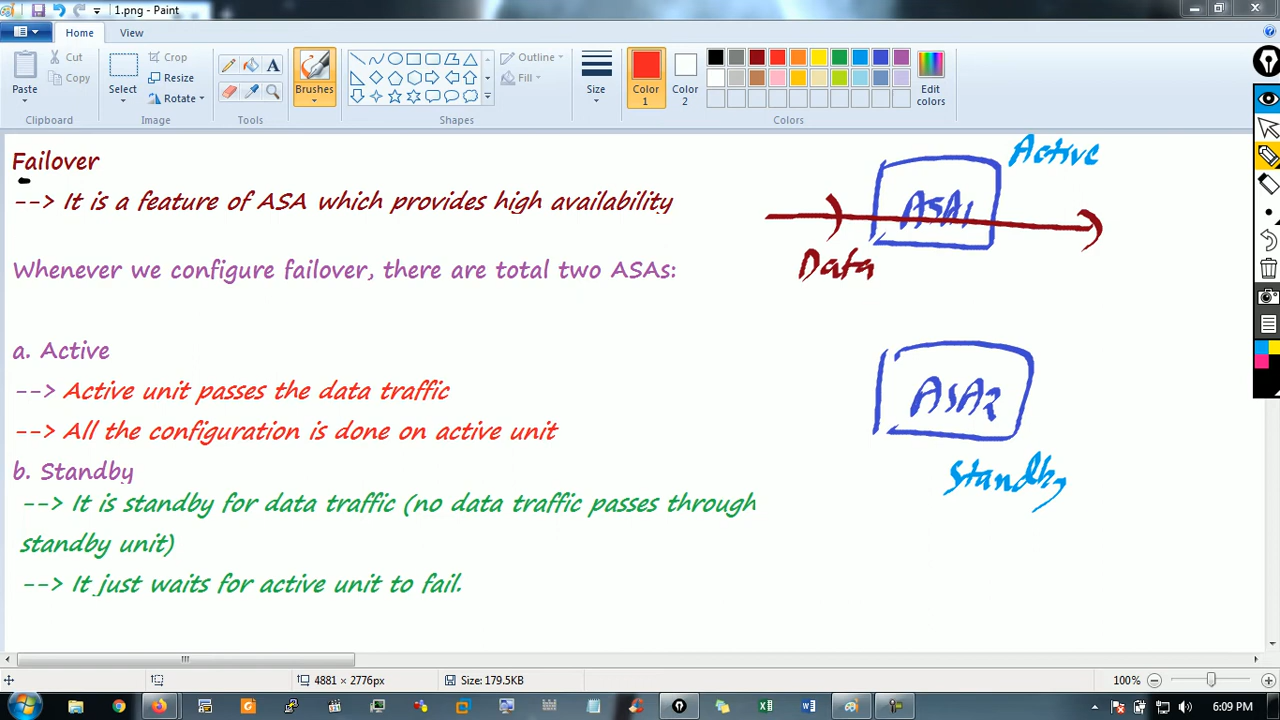 1.png - Paint
Home
View
Paste
Cut
Copy
Clipboard
Select
Crop
Resize
Rotate
Image
Tools
Brushes
Shapes
Outline
Fill
Size
Color 1
Color 2
Edit colors
Colors
Failover
--> It is a feature of ASA which provides high availability
Whenever we configure failover, there are total two ASAs:
a. Active
--> Active unit passes the data traffic
--> All the configuration is done on active unit
b. Standby
--> It is standby for data traffic (no data traffic passes through
standby unit)
--> It just waits for active unit to fail.
Active
ASA1
Data
ASA2
Standby
4881 × 2776px
Size: 179.5KB
100%
6:09 PM